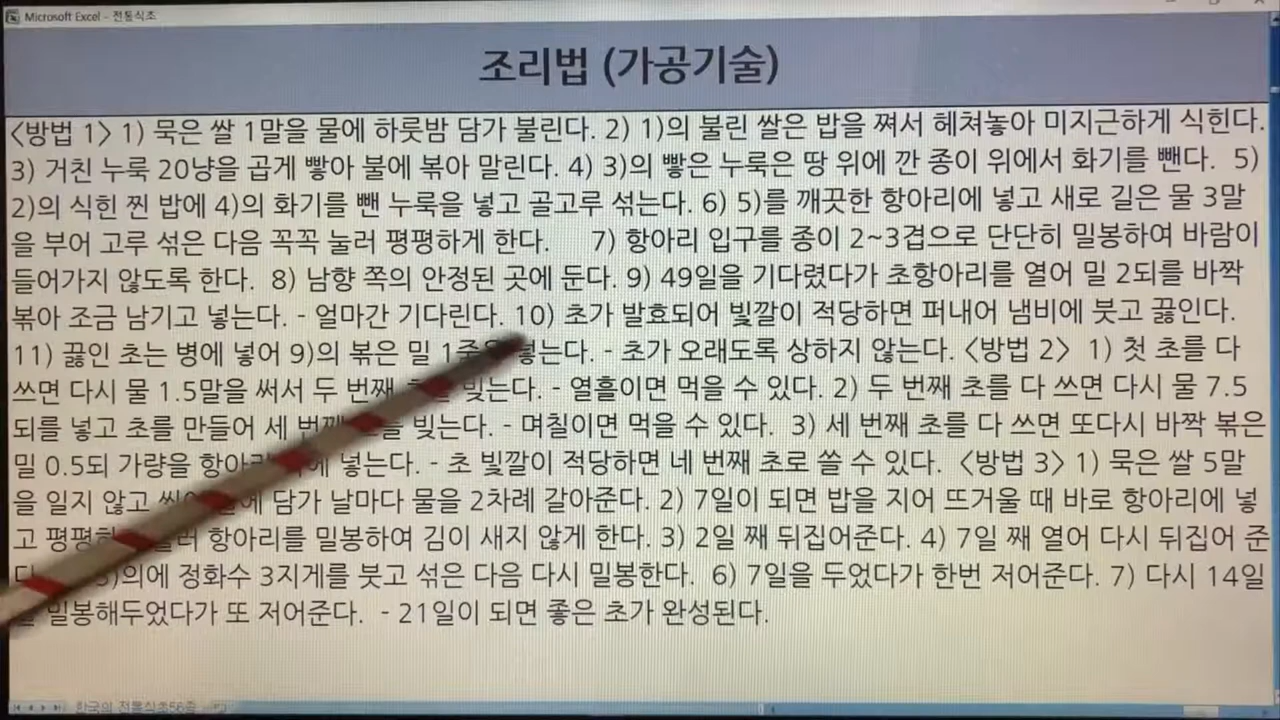 Microsoft Excel - 전통식초
조리법 (가공기술)
<방법 1> 1) 묵은 쌀 1말을 물에 하룻밤 담가 불린다. 2) 1)의 불린 쌀은 밥을 쪄서 헤쳐놓아 미지근하게 식힌다.
3) 거친 누룩 20냥을 곱게 빻아 불에 볶아 말린다. 4) 3)의 빻은 누룩은 땅 위에 깐 종이 위에서 화기를 뺀다. 5)
2)의 식힌 찐 밥에 4)의 화기를 뺀 누룩을 넣고 골고루 섞는다. 6) 5)를 깨끗한 항아리에 넣고 새로 길은 물 3말
을 부어 고루 섞은 다음 꼭꼭 눌러 평평하게 한다. 7) 항아리 입구를 종이 2~3겹으로 단단히 밀봉하여 바람이
들어가지 않도록 한다. 8) 남향 쪽의 안정된 곳에 둔다. 9) 49일을 기다렸다가 초항아리를 열어 밀 2되를 바짝
볶아 조금 남기고 넣는다. - 얼마간 기다린다. 10) 초가 발효되어 빛깔이 적당하면 퍼내어 냄비에 붓고 끓인다.
11) 끓인 초는 병에 넣어 9)의 볶은 밀 넣는다. - 초가 오래도록 상하지 않는다. <방법 2> 1) 첫 초를 다
쓰면 다시 물 1.5말을 써서 두 번째 빚는다. - 열흘이면 먹을 수 있다. 2) 두 번째 초를 다 쓰면 다시 물 7.5
되를 넣고 초를 만들어 세 번째 빚는다. - 며칠이면 먹을 수 있다. 3) 세 번째 초를 다 쓰면 또다시 바짝 볶은
밀 0.5되 가량을 넣는다. - 초 빛깔이 적당하면 네 번째 초로 쓸 수 있다. <방법 3> 1) 묵은 쌀 5말
을 일지 않고 담가 날마다 물을 2차례 갈아준다. 2) 7일이 되면 밥을 지어 뜨거울 때 바로 항아리에 넣
고 항아리를 밀봉하여 김이 새지 않게 한다. 3) 2일 째 뒤집어준다. 4) 7일 째 열어 다시 뒤집어 준
정화수 3지게를 붓고 섞은 다음 다시 밀봉한다. 6) 7일을 두었다가 한번 저어준다. 7) 다시 14일
밀봉해두었다가 또 저어준다. - 21일이 되면 좋은 초가 완성된다.
한국의 전통식초56종